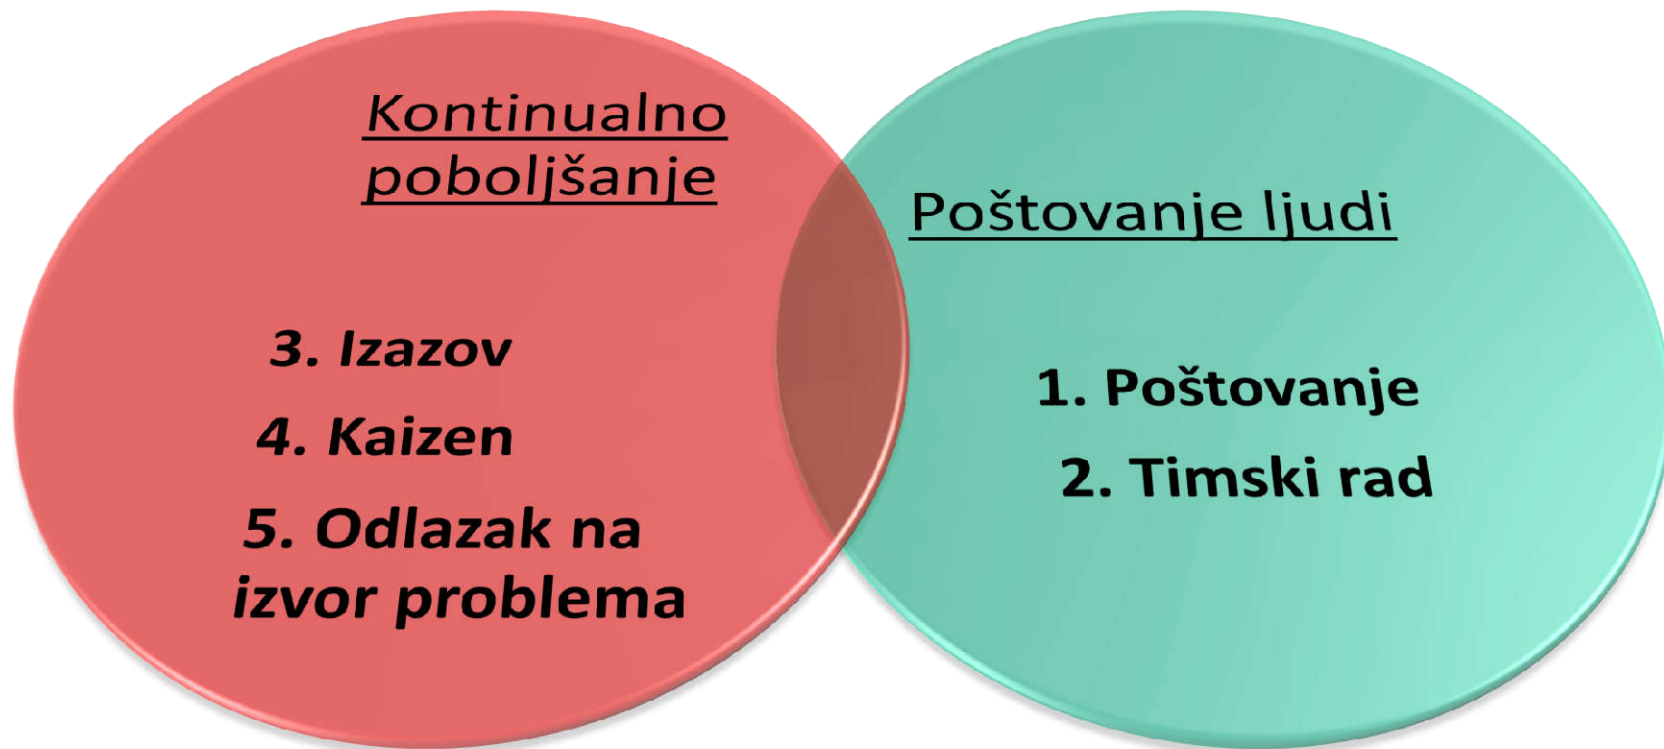 Kontinualno
poboljšanje
3. Izazov
4. Kaizen
5. Odlazak na
izvor problema
Poštovanje ljudi
1. Poštovanje
2. Timski rad